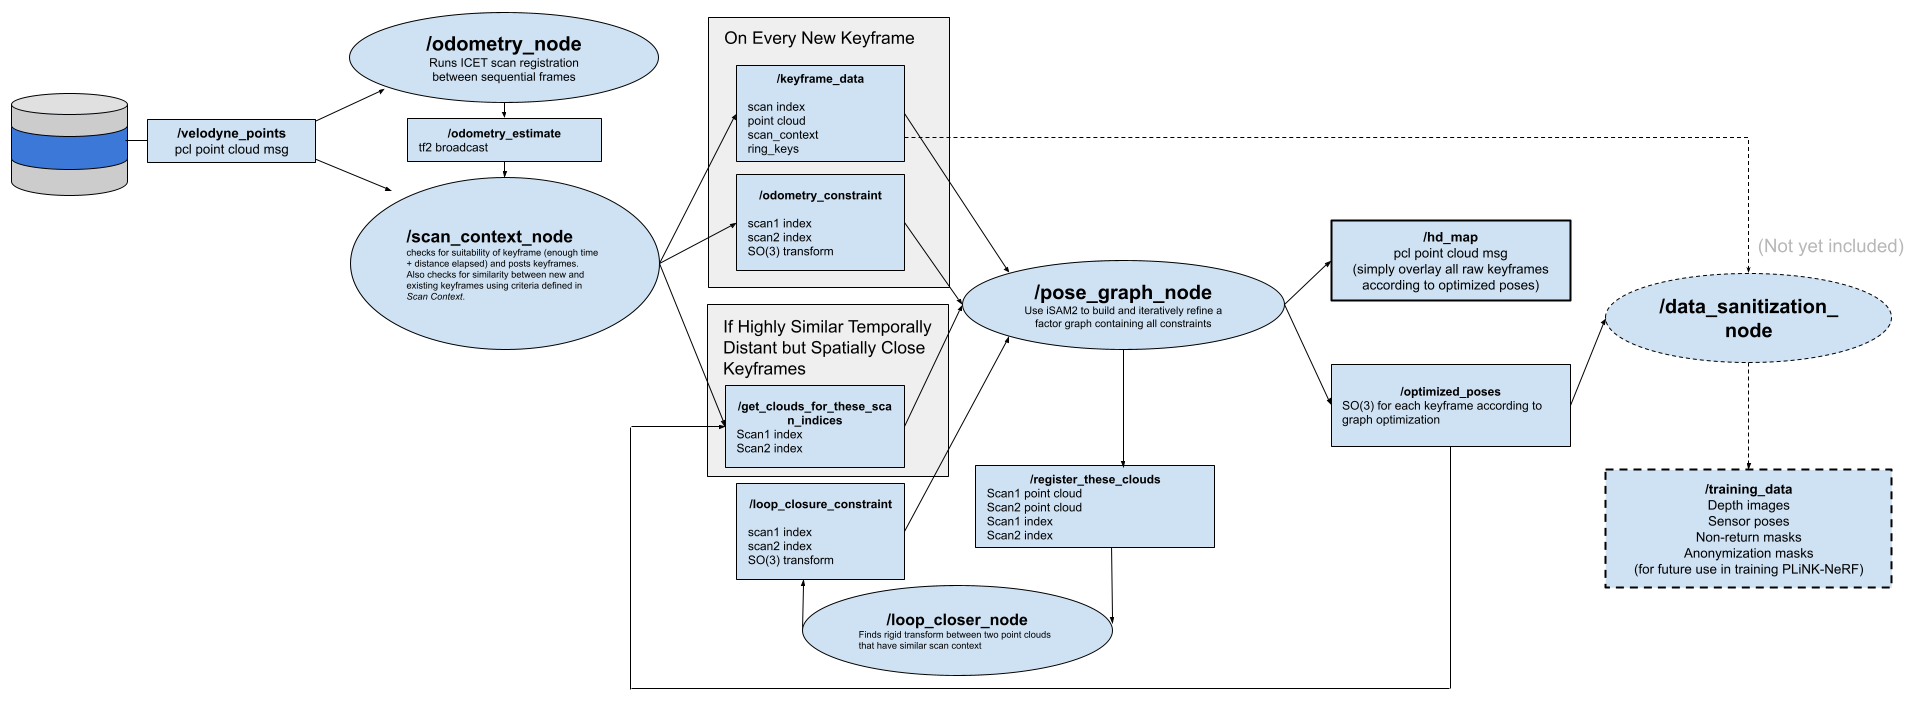 /velodyne_points
pcl point cloud msg
/odometry_node
Runs ICET scan registration
between sequential frames
/odometry_estimate
tf2 broadcast
/scan_context_node
checks for suitability of keyframe (enough time
+ distance elapsed) and posts keyframes.
Also checks for similarity between new and
existing keyframes using criteria defined in
Scan Context.
On Every New Keyframe
/keyframe_data
scan index
point cloud
scan_context
ring_keys
/odometry_constraint
scan1 index
scan2 index
SO(3) transform
If Highly Similar Temporally
Distant but Spatially Close
Keyframes
/get_clouds_for_these_sca
n_indices
Scan1 index
Scan2 index
/loop_closure_constraint
scan1 index
scan2 index
SO(3) transform
/pose_graph_node
Use iSAM2 to build and iteratively refine a
factor graph containing all constraints
/register_these_clouds
Scan1 point cloud
Scan2 point cloud
Scan1 index
Scan2 index
/loop_closer_node
Finds rigid transform between two point clouds
that have similar scan context
/hd_map
pcl point cloud msg
(simply overlay all raw keyframes
according to optimized poses)
/optimized_poses
SO(3) for each keyframe according to
graph optimization
(Not yet included)
/data_sanitization_
node
/training_data
Depth images
Sensor poses
Non-return masks
Anonymization masks
(for future use in training PLiNK-NeRF)